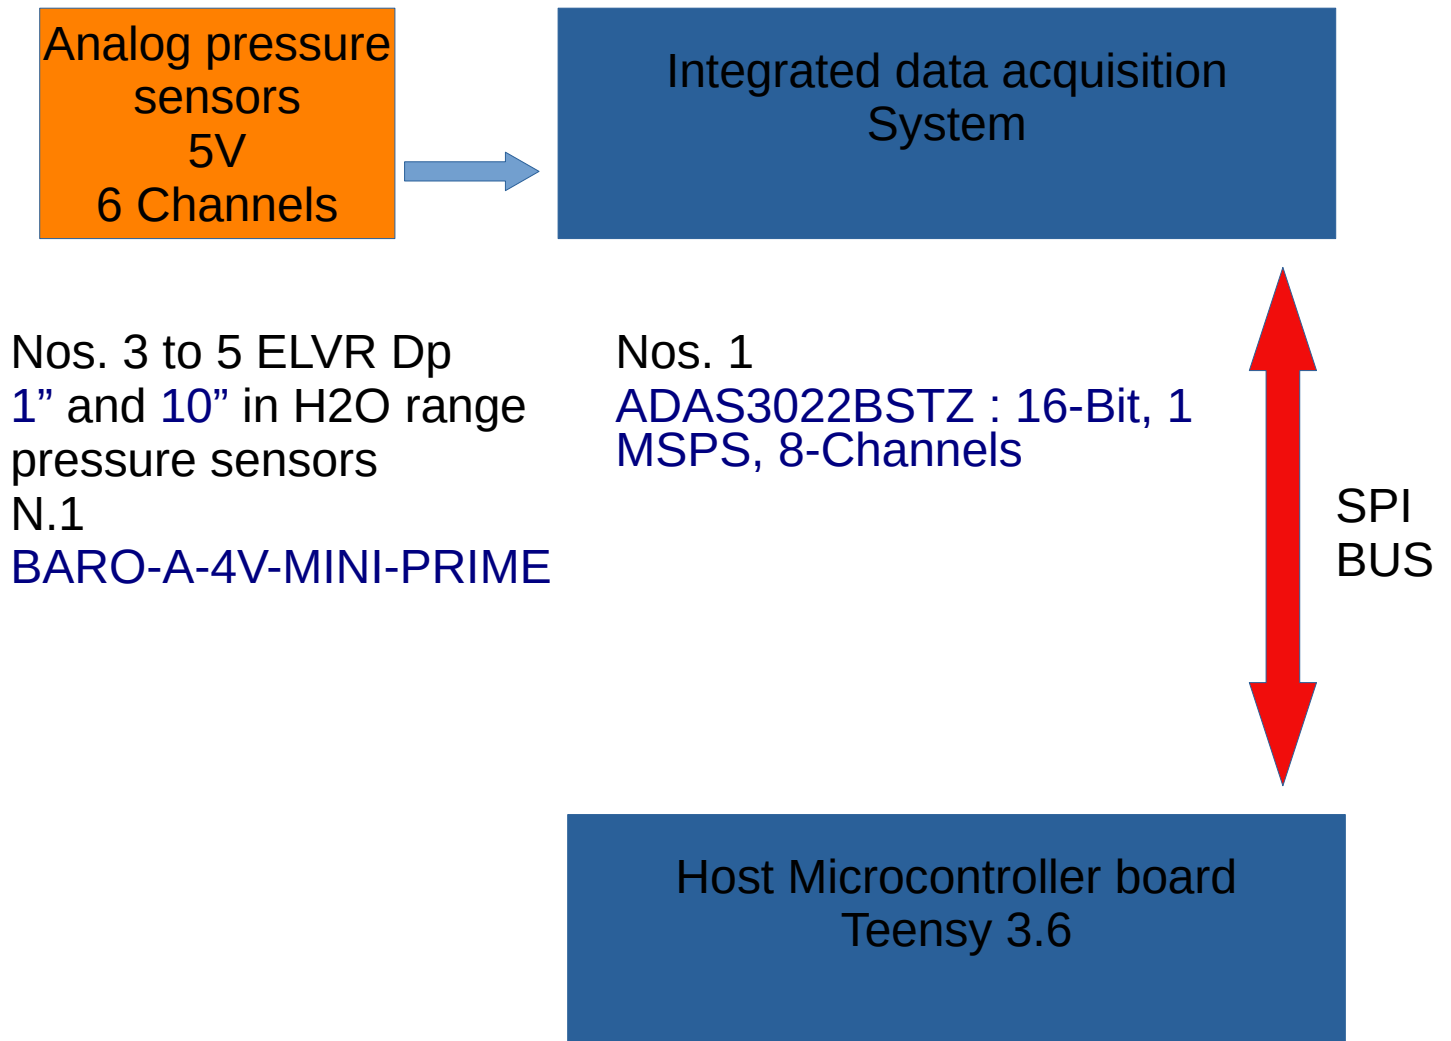 Analog pressure
sensors
5V
6 Channels
Integrated data acquisition
System
Nos. 3 to 5 ELVR Dp
1” and 10” in H2O range
pressure sensors
N.1
BARO-A-4V-MINI-PRIME
Nos. 1
ADAS3022BSTZ : 16-Bit, 1
MSPS, 8-Channels
SPI
BUS
Host Microcontroller board
Teensy 3.6